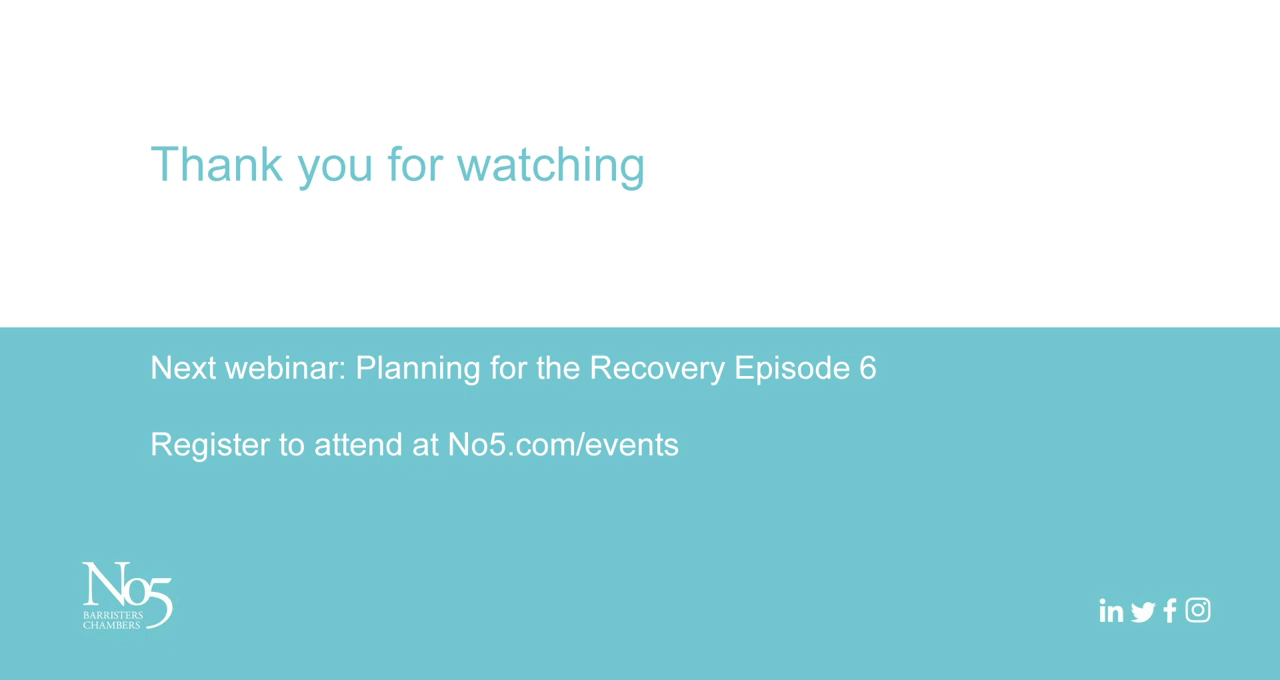 Thank you for watching
Next webinar: Planning for the Recovery Episode 6
Register to attend at No5.com/events
No5
BARRISTERS
CHAMBERS
in